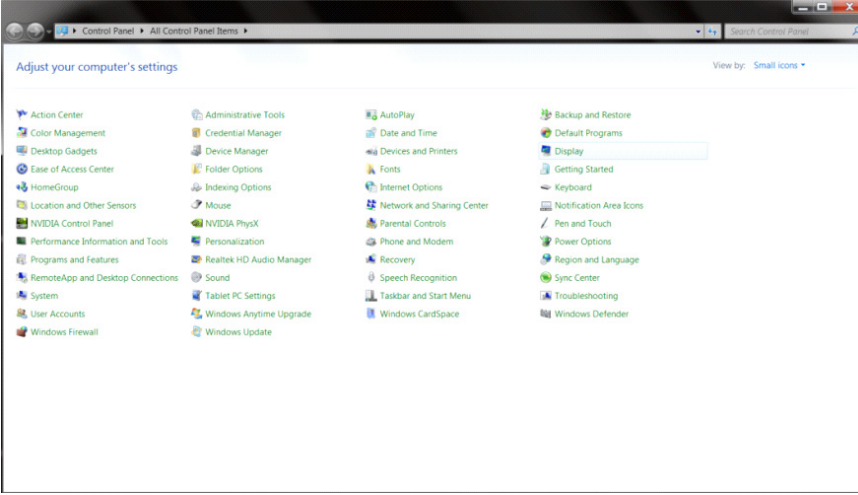 Control Panel All Control Panel Items Search Control Panel
Adjust your computer's settings View by: Small icons
Action Center Administrative Tools AutoPlay Backup and Restore
Color Management Credential Manager Date and Time Default Programs
Desktop Gadgets Device Manager Devices and Printers Display
Ease of Access Center Folder Options Fonts Getting Started
HomeGroup Indexing Options Internet Options Keyboard
Location and Other Sensors Mouse Network and Sharing Center Notification Area Icons
NVIDIA Control Panel NVIDIA PhysX Parental Controls Pen and Touch
Performance Information and Tools Personalization Phone and Modem Power Options
Programs and Features Realtek HD Audio Manager Recovery Region and Language
RemoteApp and Desktop Connections Sound Speech Recognition Sync Center
System Tablet PC Settings Taskbar and Start Menu Troubleshooting
User Accounts Windows Anytime Upgrade Windows CardSpace Windows Defender
Windows Firewall Windows Update